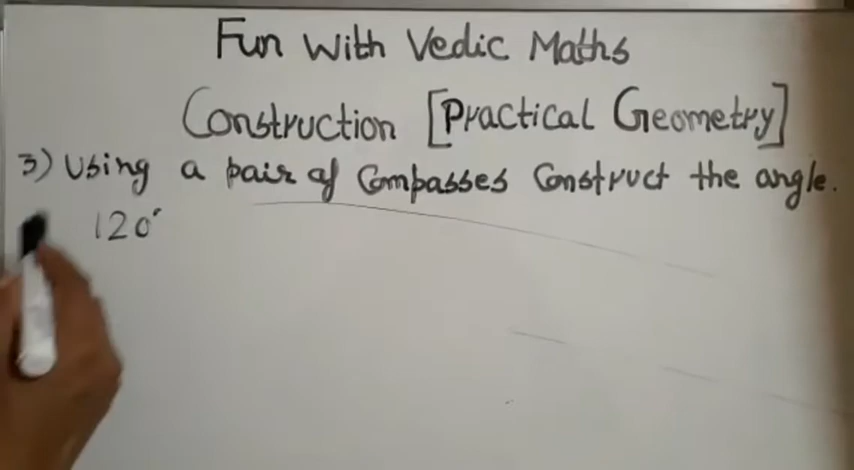 Fun With Vedic Maths
Construction [Practical Geometry]
3) Using a pair of Compasses Construct the angle.
120°